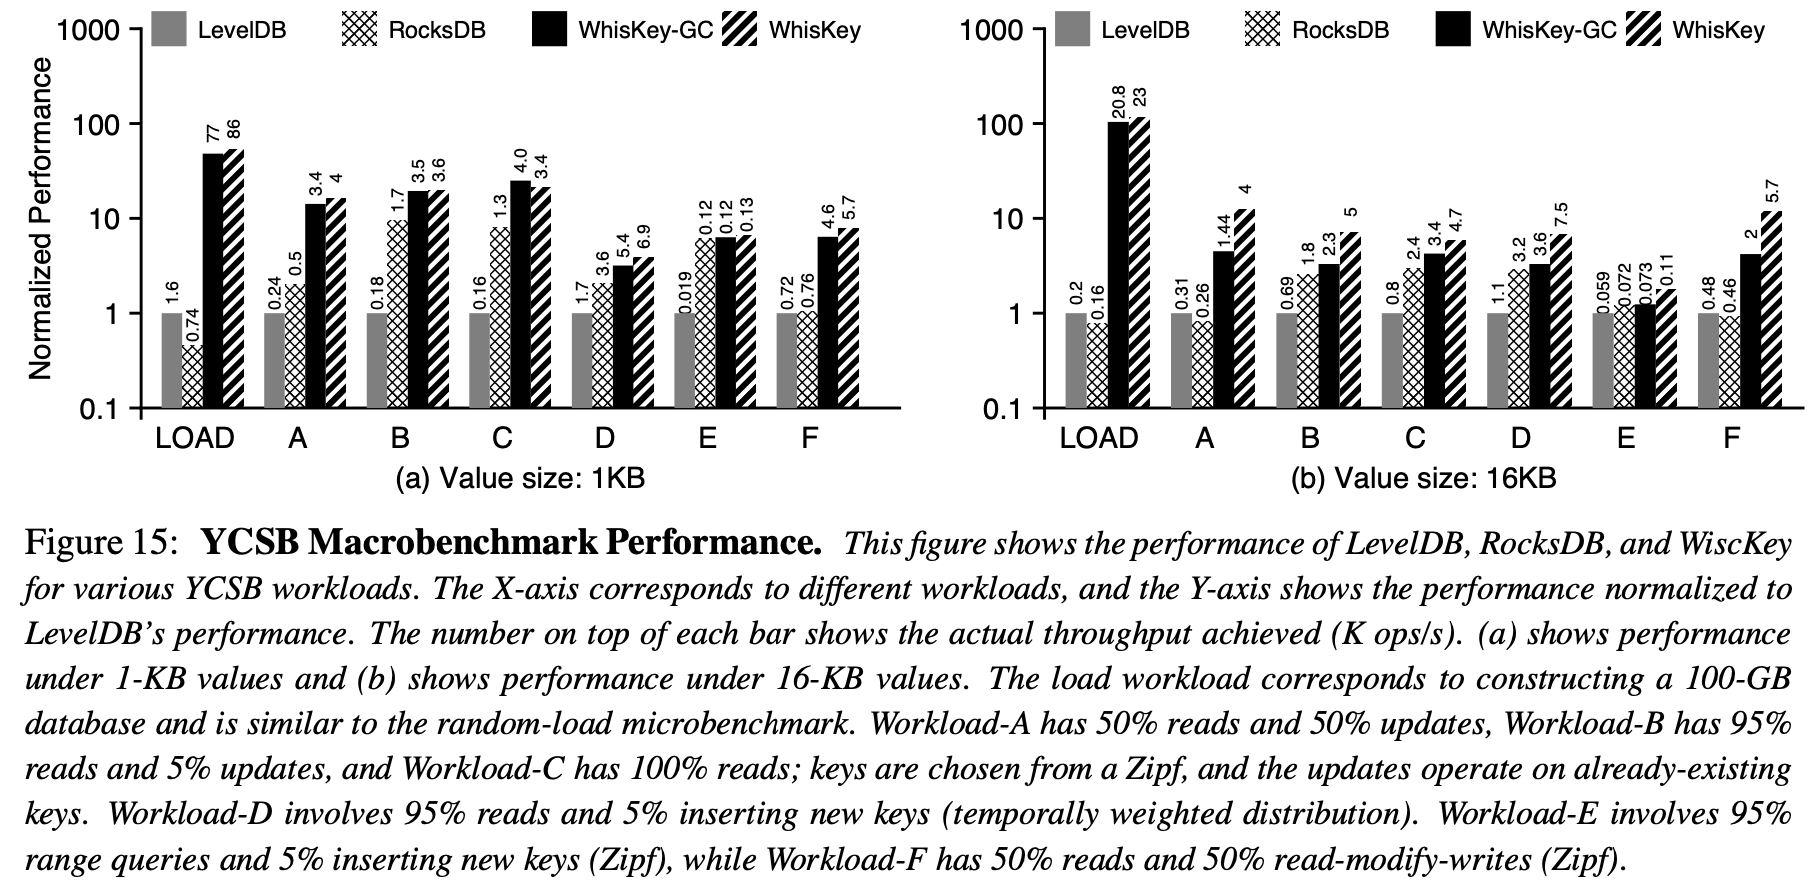 1000
100
10
1
0.1
Normalized Performance
LevelDB RocksDB WhisKey-GC WhisKey
1.6 0.74 77 86
0.24 0.5 3.4 4
0.18 1.7 3.5 3.6
0.16 1.3 4.0 3.4
1.7 3.6 5.4 6.9
0.019 0.12 0.12 0.13
0.72 0.76 4.6 5.7
LOAD A B C D E F
(a) Value size: 1KB
1000
100
10
1
0.1
LevelDB RocksDB WhisKey-GC WhisKey
0.2 0.16 20.8 23
0.31 0.26 1.44 4
0.69 1.8 2.3 5
0.8 2.4 3.4 4.7
1.1 3.2 3.6 7.5
0.059 0.072 0.073 0.11
0.48 0.46 2 5.7
LOAD A B C D E F
(b) Value size: 16KB
Figure 15: YCSB Macrobenchmark Performance. This figure shows the performance of LevelDB, RocksDB, and WiscKey
for various YCSB workloads. The X-axis corresponds to different workloads, and the Y-axis shows the performance normalized to
LevelDB's performance. The number on top of each bar shows the actual throughput achieved (K ops/s). (a) shows performance
under 1-KB values and (b) shows performance under 16-KB values. The load workload corresponds to constructing a 100-GB
database and is similar to the random-load microbenchmark. Workload-A has 50% reads and 50% updates, Workload-B has 95%
reads and 5% updates, and Workload-C has 100% reads; keys are chosen from a Zipf, and the updates operate on already-existing
keys. Workload-D involves 95% reads and 5% inserting new keys (temporally weighted distribution). Workload-E involves 95%
range queries and 5% inserting new keys (Zipf), while Workload-F has 50% reads and 50% read-modify-writes (Zipf).